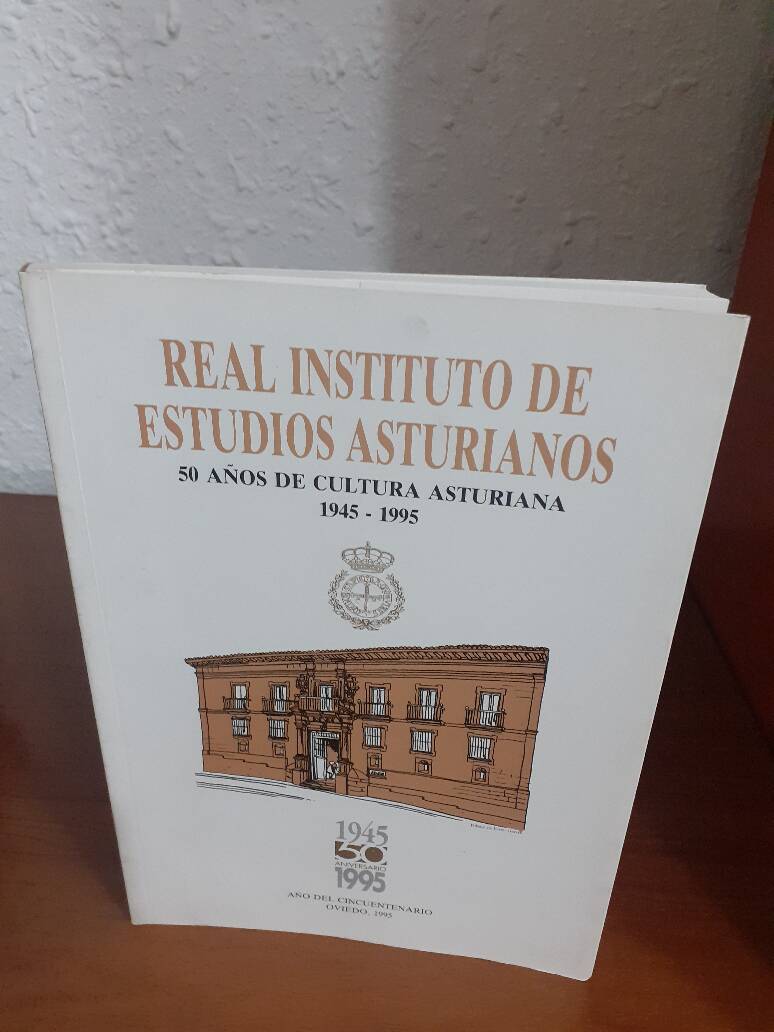 REAL INSTITUTO DE
ESTUDIOS ASTURIANOS
50 AÑOS DE CULTURA ASTURIANA
1945 - 1995
1945
50
ANIVERSARIO
1995
AÑO DEL CINCUENTENARIO
OVIEDO, 1995